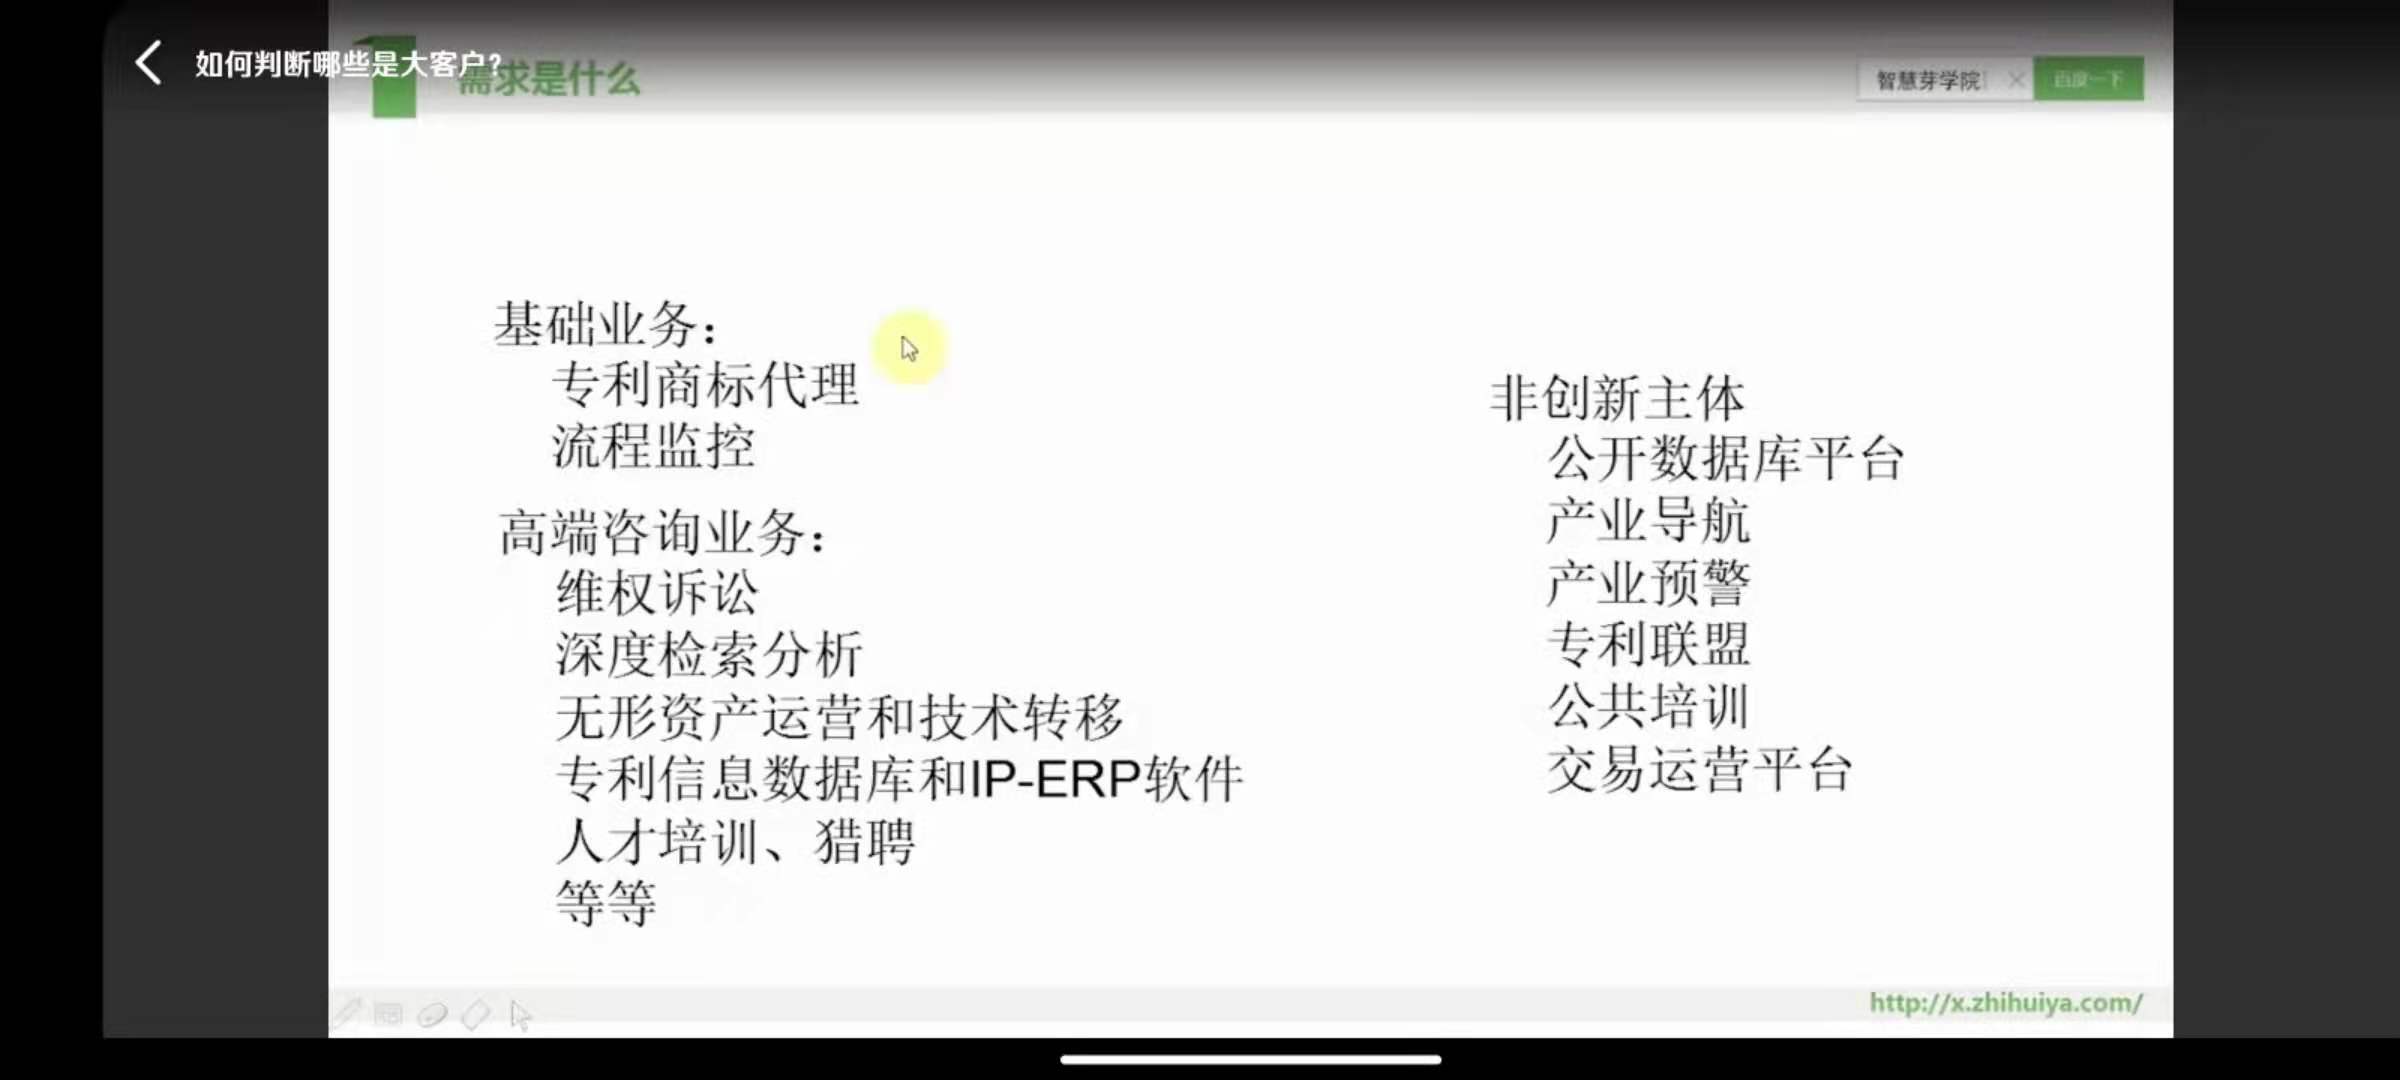 如何判断哪些是大客户?
需求是什么
智慧芽学院
百度一下
基础业务：
专利商标代理
流程监控
高端咨询业务：
维权诉讼
深度检索分析
无形资产运营和技术转移
专利信息数据库和IP-ERP软件
人才培训、猎聘
等等
非创新主体
公开数据库平台
产业导航
产业预警
专利联盟
公共培训
交易运营平台
http://x.zhihuiya.com/